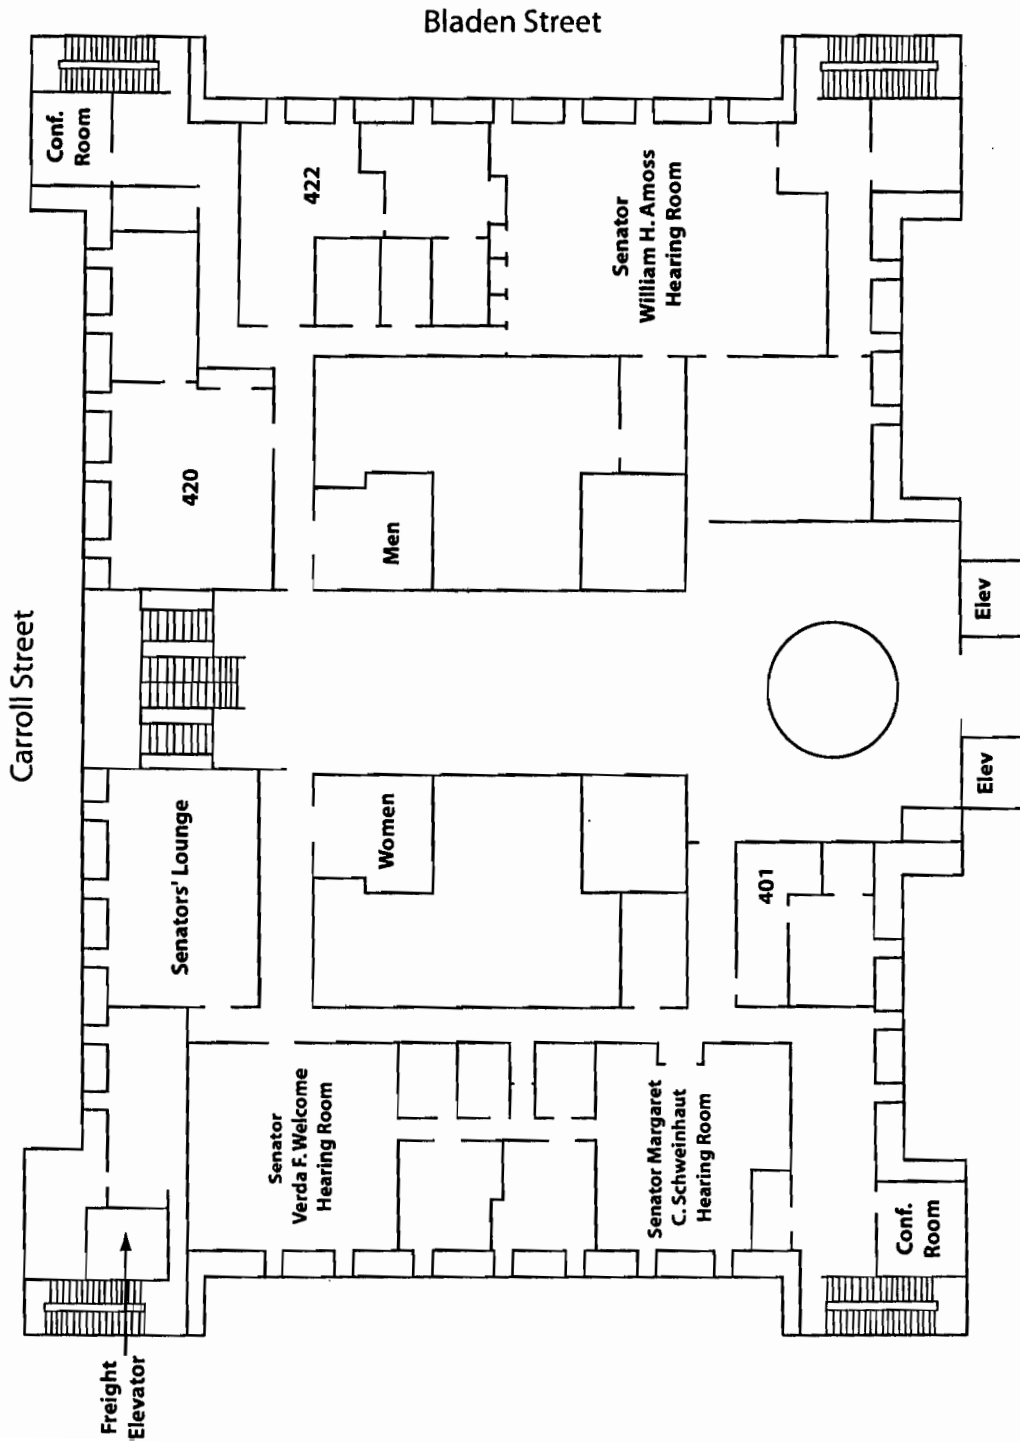 Bladen Street
Carroll Street
Conf.
Room
422
Senator
William H. Amoss
Hearing Room
420
Men
Elev
Senators' Lounge
Women
401
Elev
Senator
Verda F. Welcome
Hearing Room
Senator Margaret
C. Schweinhaut
Hearing Room
Conf.
Room
Freight
Elevator